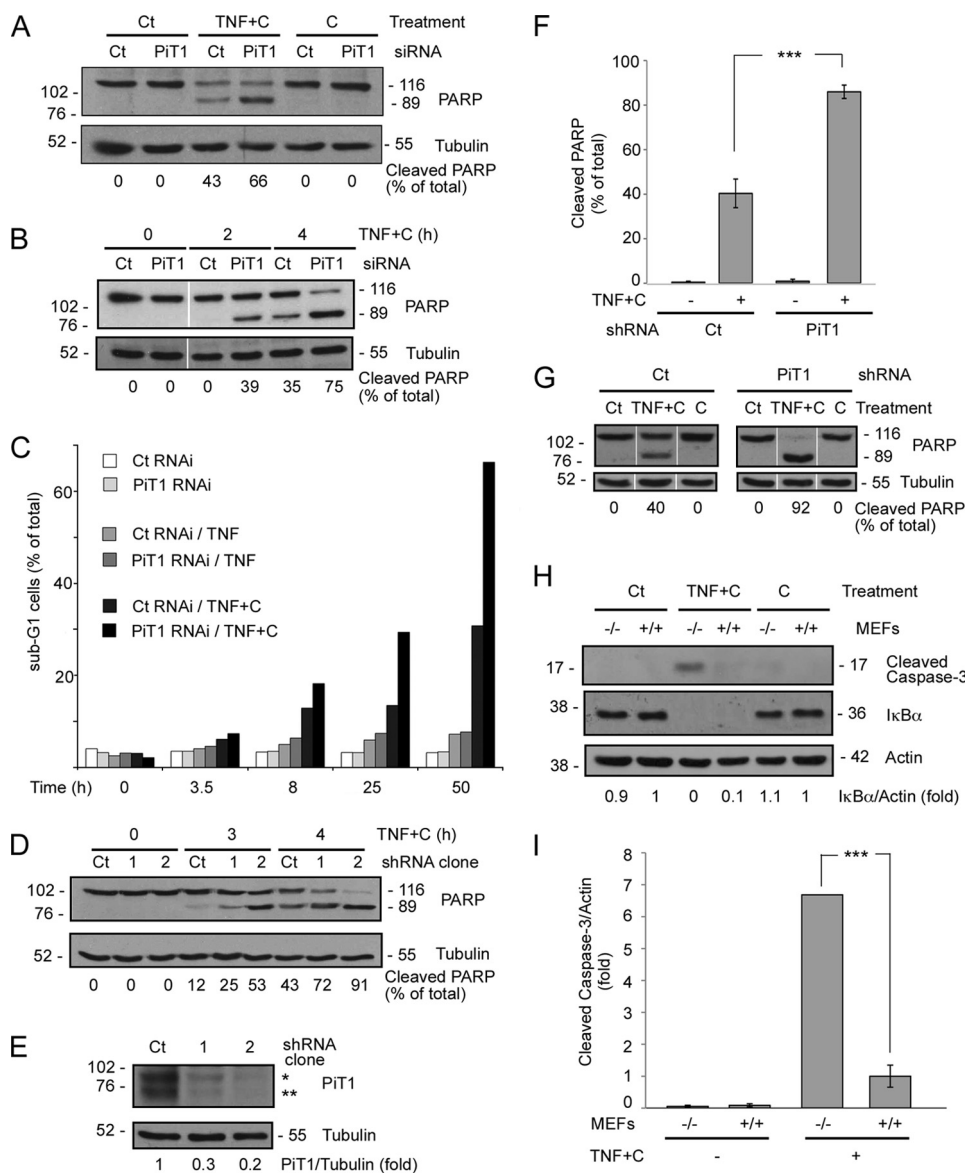 A
Ct TNF+C C Treatment
Ct PiT1 Ct PiT1 Ct PiT1 siRNA
102 - - 116 PARP
76 - - 89
52 - - 55 Tubulin
Cleaved PARP
0 0 43 66 0 0 (% of total)
B
0 2 4 TNF+C (h)
Ct PiT1 Ct PiT1 Ct PiT1 siRNA
102 - - 116 PARP
76 - - 89
52 - - 55 Tubulin
Cleaved PARP
0 0 0 39 35 75 (% of total)
C
sub-G1 cells (% of total)
60
40
20
Ct RNAi
PiT1 RNAi
Ct RNAi / TNF
PiT1 RNAi / TNF
Ct RNAi / TNF+C
PiT1 RNAi / TNF+C
Time (h) 0 3.5 8 25 50
D
0 3 4 TNF+C (h)
Ct 1 2 Ct 1 2 Ct 1 2 shRNA clone
102 - - 116 PARP
76 - - 89
52 - - 55 Tubulin
Cleaved PARP
0 0 0 12 25 53 43 72 91 (% of total)
E
Ct 1 2 shRNA
clone
102 - * PiT1
76 - **
52 - - 55 Tubulin
1 0.3 0.2 PiT1/Tubulin (fold)
F
Cleaved PARP
(% of total)
100
80
60
40
20
0
***
TNF+C - + - +
shRNA Ct PiT1
G
Ct PiT1 shRNA
Ct TNF+C C Ct TNF+C C Treatment
102 - - 116 PARP
76 - - 89
52 - - 55 Tubulin
0 40 0 0 92 0 Cleaved PARP
(% of total)
H
Ct TNF+C C Treatment
-/- +/+ -/- +/+ -/- +/+ MEFs
17 - - 17 Cleaved
Caspase-3
38 - - 36 IκBα
38 - - 42 Actin
0.9 1 0 0.1 1.1 1 IκBα/Actin (fold)
I
Cleaved Caspase-3/Actin
(fold)
8
7
6
5
4
3
2
1
0
***
MEFs -/- +/+ -/- +/+
TNF+C - +